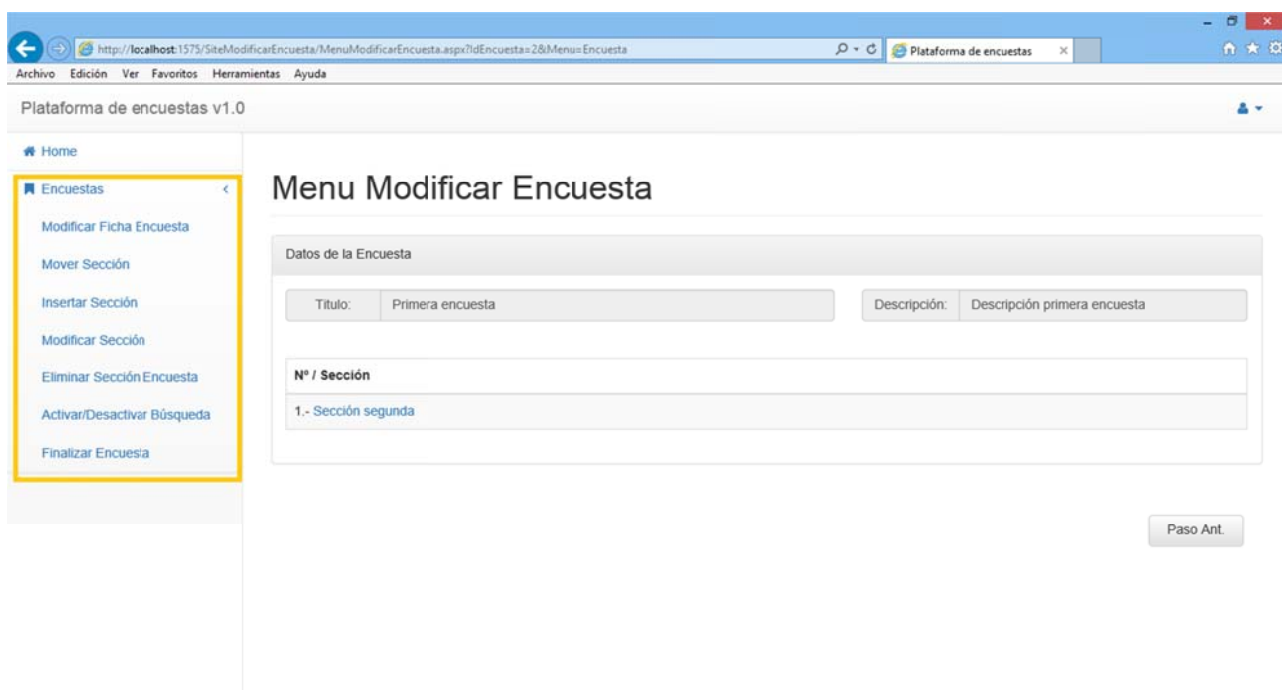 http://localhost:1575/SiteModificarEncuesta/MenuModificarEncuesta.aspx?IdEncuesta=2&Menu=Encuesta
Plataforma de encuestas
Archivo Edición Ver Favoritos Herramientas Ayuda
Plataforma de encuestas v1.0
Home
Encuestas
Modificar Ficha Encuesta
Mover Sección
Insertar Sección
Modificar Sección
Eliminar Sección Encuesta
Activar/Desactivar Búsqueda
Finalizar Encuesta
Menu Modificar Encuesta
Datos de la Encuesta
Titulo: Primera encuesta
Descripción: Descripción primera encuesta
Nº / Sección
1.- Sección segunda
Paso Ant.